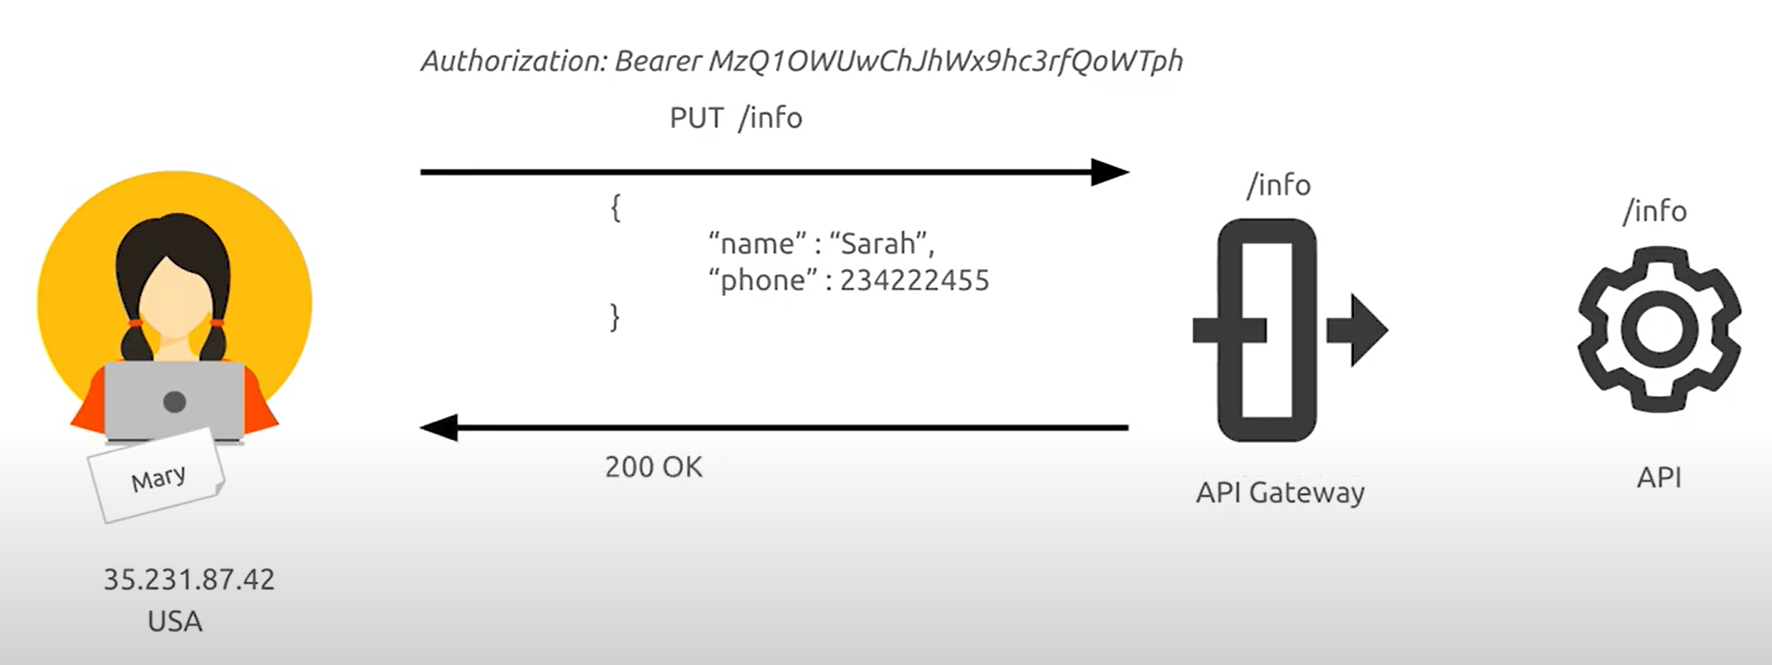 Authorization: Bearer MzQ1OWUwChJhWx9hc3rfQoWTph
PUT /info
{
“name” : “Sarah”,
“phone” : 234222455
}
200 OK
Mary
35.231.87.42
USA
/info
API Gateway
/info
API